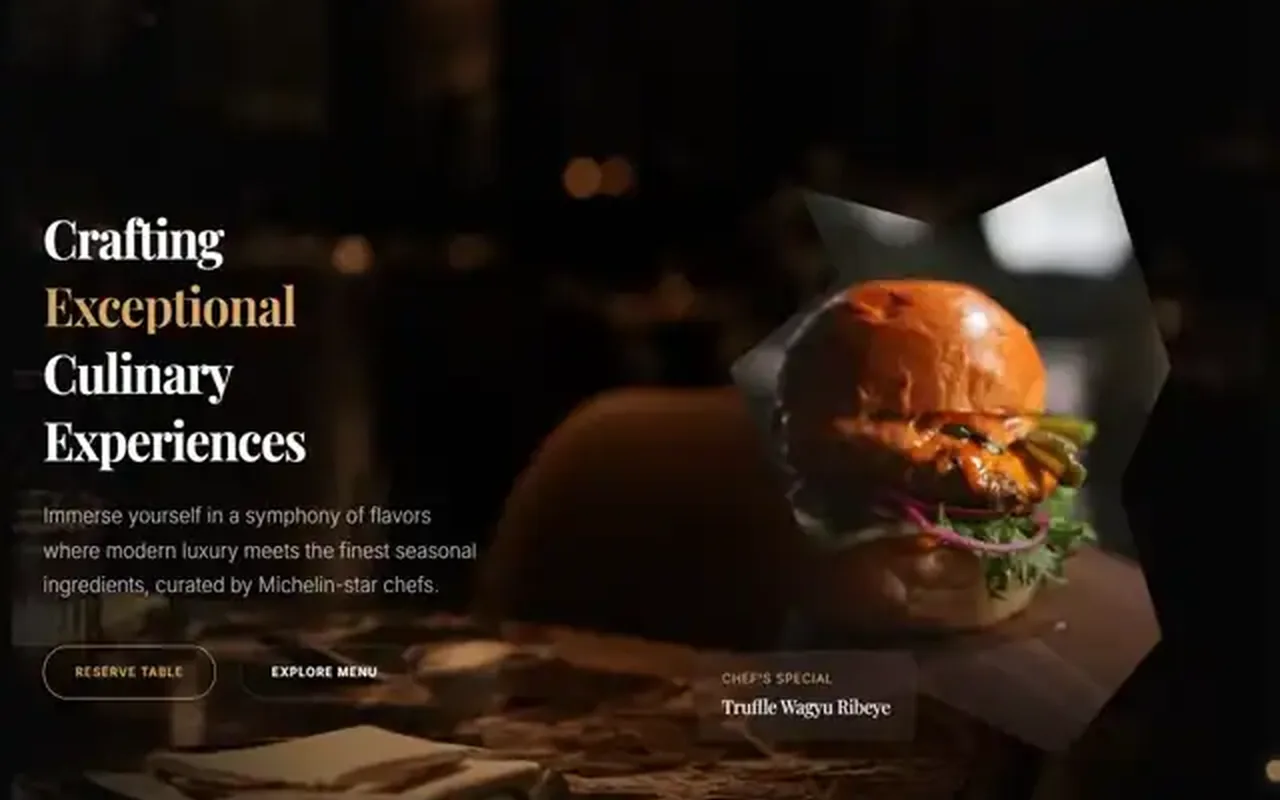 Crafting
Exceptional
Culinary
Experiences
Immerse yourself in a symphony of flavors
where modern luxury meets the finest seasonal
ingredients, curated by Michelin-star chefs.
RESERVE TABLE
EXPLORE MENU
CHEF'S SPECIAL
Truffle Wagyu Ribeye